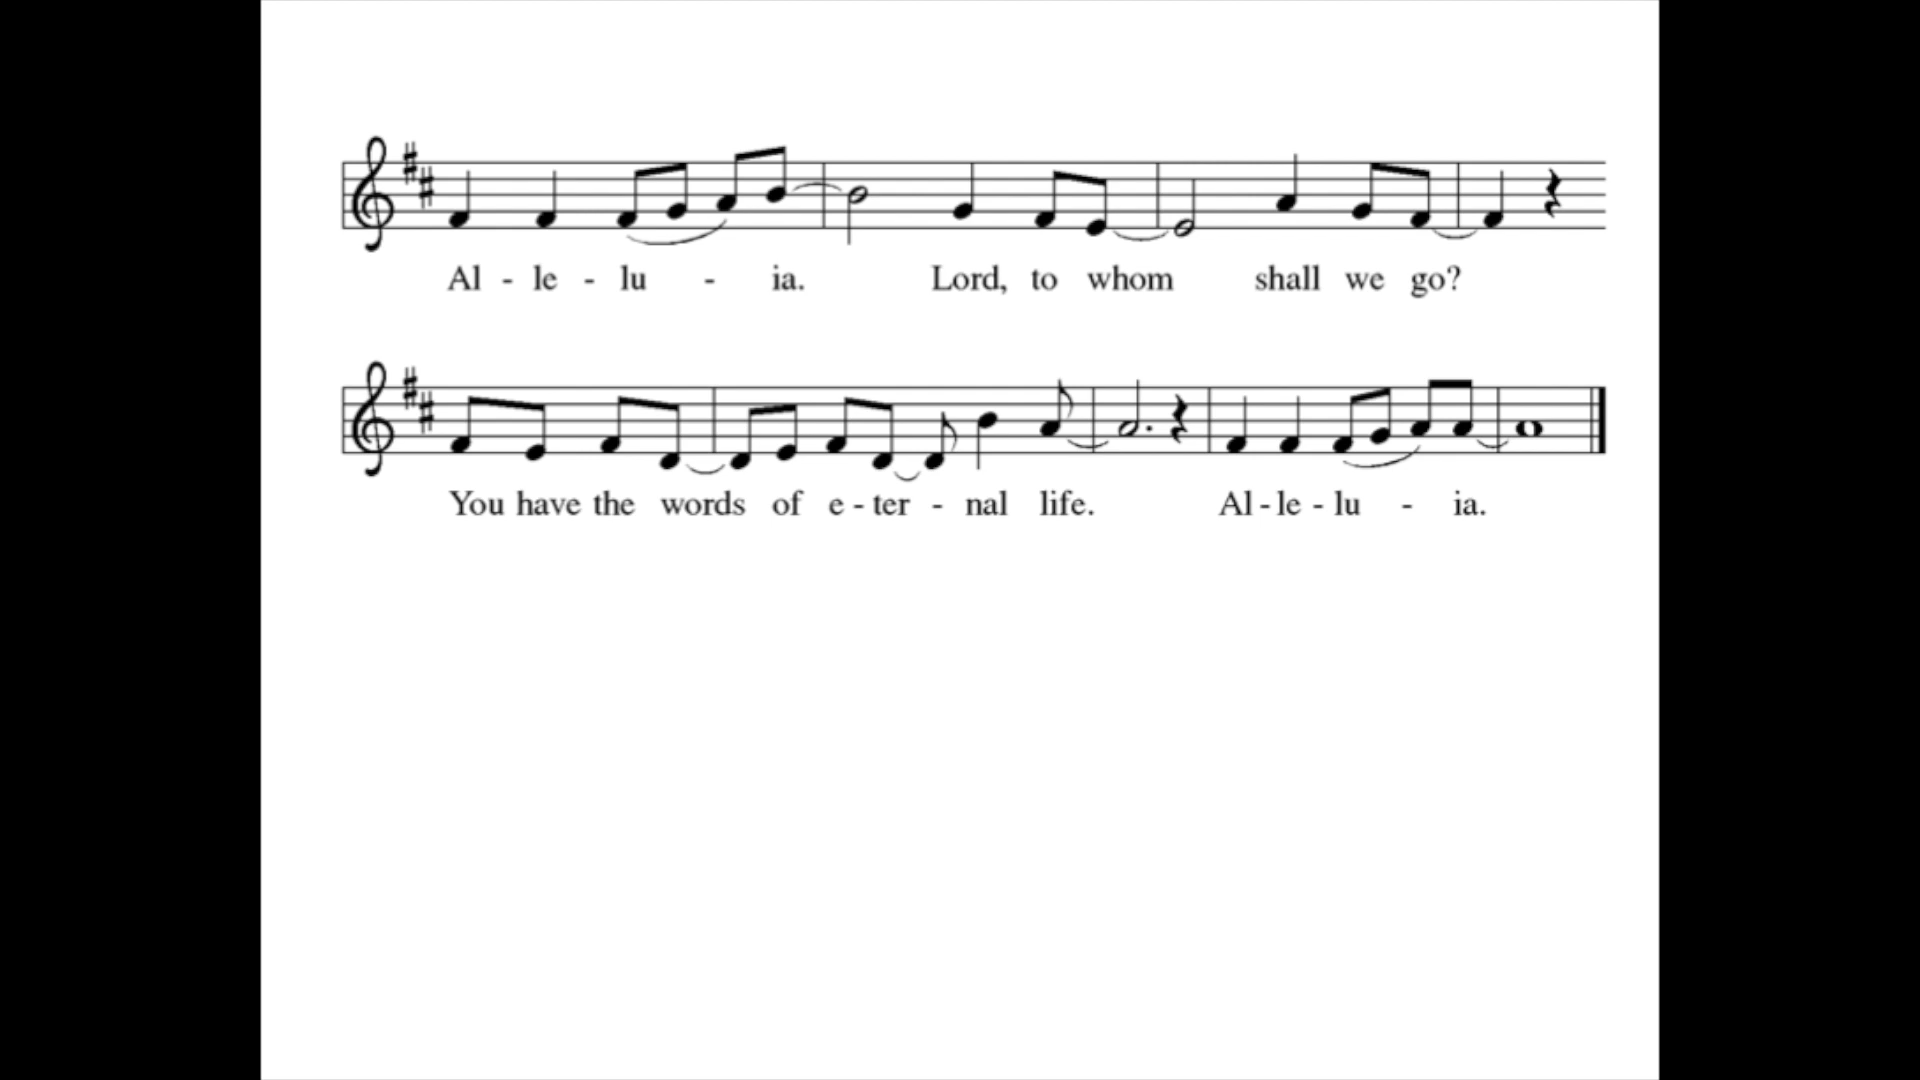 Al - le - lu - ia. Lord, to whom shall we go?
You have the words of e - ter - nal life. Al - le - lu - ia.